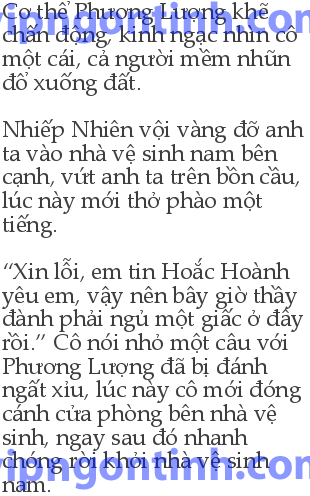 Cơ thể Phương Lượng khẽ
chấn động, kinh ngạc nhìn cô
một cái, cả người mềm nhũn
đổ xuống đất.
Nhiếp Nhiên vội vàng đỡ anh
ta vào nhà vệ sinh nam bên
cạnh, vứt anh ta trên bồn cầu,
lúc này mới thở phào một
tiếng.
“Xin lỗi, em tin Hoắc Hoành
yêu em, vậy nên bây giờ thầy
đành phải ngủ một giấc ở đây
rồi.” Cô nói nhỏ một câu với
Phương Lượng đã bị đánh
ngất xỉu, lúc này cô mới đóng
cánh cửa phòng bên nhà vệ
sinh, ngay sau đó nhanh
chóng rời khỏi nhà vệ sinh
nam.
vipngontinh.com
vipngontinh.com